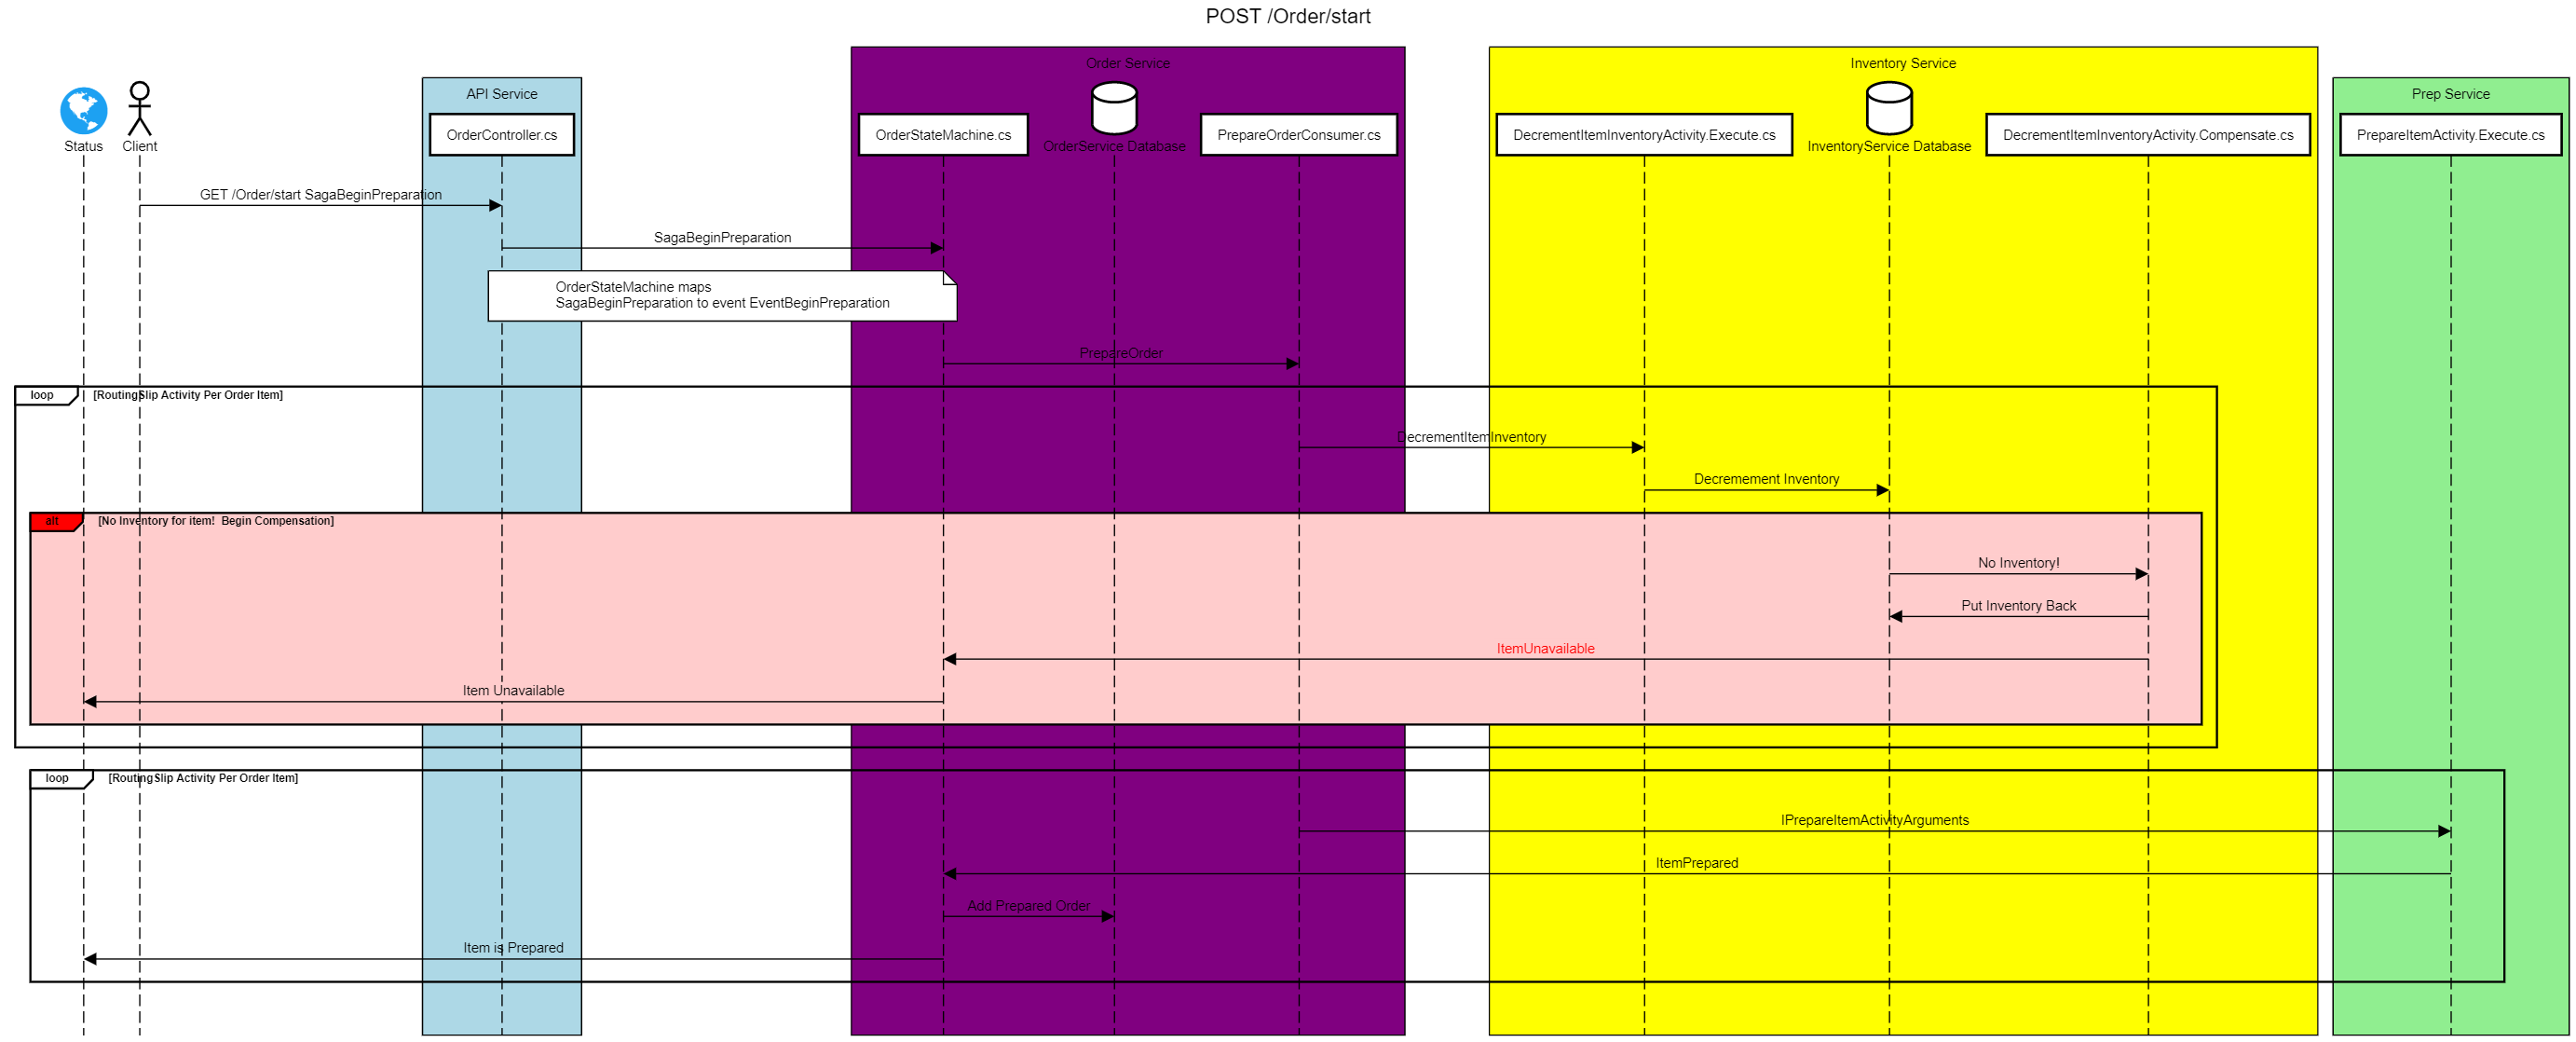 POST /Order/start
Order Service
Inventory Service
API Service
Prep Service
Status
Client
OrderController.cs
OrderStateMachine.cs
OrderService Database
PrepareOrderConsumer.cs
DecrementItemInventoryActivity.Execute.cs
InventoryService Database
DecrementItemInventoryActivity.Compensate.cs
PrepareItemActivity.Execute.cs
GET /Order/start SagaBeginPreparation
SagaBeginPreparation
OrderStateMachine maps
SagaBeginPreparation to event EventBeginPreparation
PrepareOrder
loop
[RoutingSlip Activity Per Order Item]
DecrementItemInventory
Decremement Inventory
alt
[No Inventory for item! Begin Compensation]
No Inventory!
Put Inventory Back
ItemUnavailable
Item Unavailable
loop
[RoutingSlip Activity Per Order Item]
IPrepareItemActivityArguments
ItemPrepared
Add Prepared Order
Item is Prepared